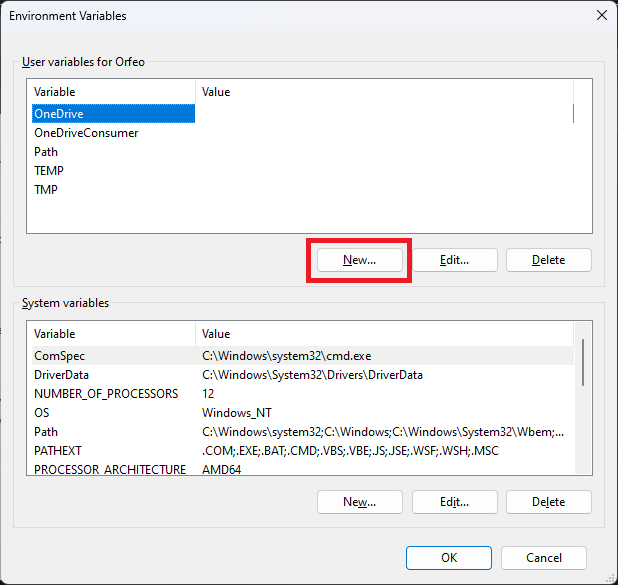 Environment Variables
User variables for Orfeo
Variable Value
OneDrive
OneDriveConsumer
Path
TEMP
TMP
New... Edit... Delete
System variables
Variable Value
ComSpec C:\Windows\system32\cmd.exe
DriverData C:\Windows\System32\Drivers\DriverData
NUMBER_OF_PROCESSORS 12
OS Windows_NT
Path C:\Windows\system32;C:\Windows;C:\Windows\System32\Wbem;...
PATHEXT .COM;.EXE;.BAT;.CMD;.VBS;.VBE;.JS;.JSE;.WSF;.WSH;.MSC
PROCESSOR_ARCHITECTURE AMD64
New... Edit... Delete
OK Cancel